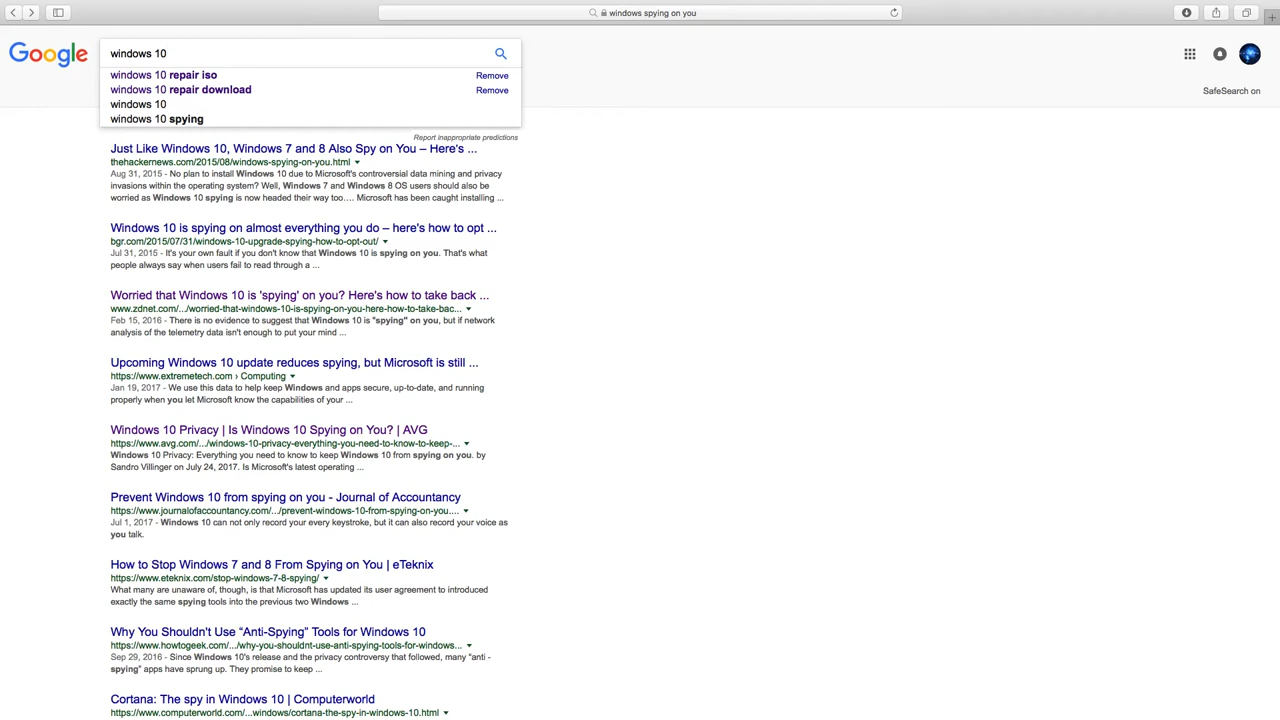 windows spying on you
Google
windows 10
windows 10 repair iso Remove
windows 10 repair download Remove
windows 10
windows 10 spying
SafeSearch on
Report inappropriate predictions
Just Like Windows 10, Windows 7 and 8 Also Spy on You – Here's ...
thehackernews.com/2015/08/windows-spying-on-you.html
Aug 31, 2015 - No plan to install Windows 10 due to Microsoft's controversial data mining and privacy
invasions within the operating system? Well, Windows 7 and Windows 8 OS users should also be
worried as Windows 10 spying is now headed their way too.... Microsoft has been caught installing ...
Windows 10 is spying on almost everything you do – here's how to opt ...
bgr.com/2015/07/31/windows-10-upgrade-spying-how-to-opt-out/
Jul 31, 2015 - It's your own fault if you don't know that Windows 10 is spying on you. That's what
people always say when users fail to read through a ...
Worried that Windows 10 is 'spying' on you? Here's how to take back ...
www.zdnet.com/.../worried-that-windows-10-is-spying-on-you-here-how-to-take-bac...
Feb 15, 2016 - There is no evidence to suggest that Windows 10 is "spying" on you, but if network
analysis of the telemetry data isn't enough to put your mind ...
Upcoming Windows 10 update reduces spying, but Microsoft is still ...
https://www.extremetech.com › Computing
Jan 19, 2017 - We use this data to help keep Windows and apps secure, up-to-date, and running
properly when you let Microsoft know the capabilities of your ...
Windows 10 Privacy | Is Windows 10 Spying on You? | AVG
https://www.avg.com/.../windows-10-privacy-everything-you-need-to-know-to-keep-...
Windows 10 Privacy: Everything you need to know to keep Windows 10 from spying on you. by
Sandro Villinger on July 24, 2017. Is Microsoft's latest operating ...
Prevent Windows 10 from spying on you - Journal of Accountancy
https://www.journalofaccountancy.com/.../prevent-windows-10-from-spying-on-you....
Jul 1, 2017 - Windows 10 can not only record your every keystroke, but it can also record your voice as
you talk.
How to Stop Windows 7 and 8 From Spying on You | eTeknix
https://www.eteknix.com/stop-windows-7-8-spying/
What many are unaware of, though, is that Microsoft has updated its user agreement to introduced
exactly the same spying tools into the previous two Windows ...
Why You Shouldn't Use “Anti-Spying” Tools for Windows 10
https://www.howtogeek.com/.../why-you-shouldnt-use-anti-spying-tools-for-windows...
Sep 29, 2016 - Since Windows 10's release and the privacy controversy that followed, many "anti -
spying" apps have sprung up. They promise to keep ...
Cortana: The spy in Windows 10 | Computerworld
https://www.computerworld.com/...windows/cortana-the-spy-in-windows-10.html